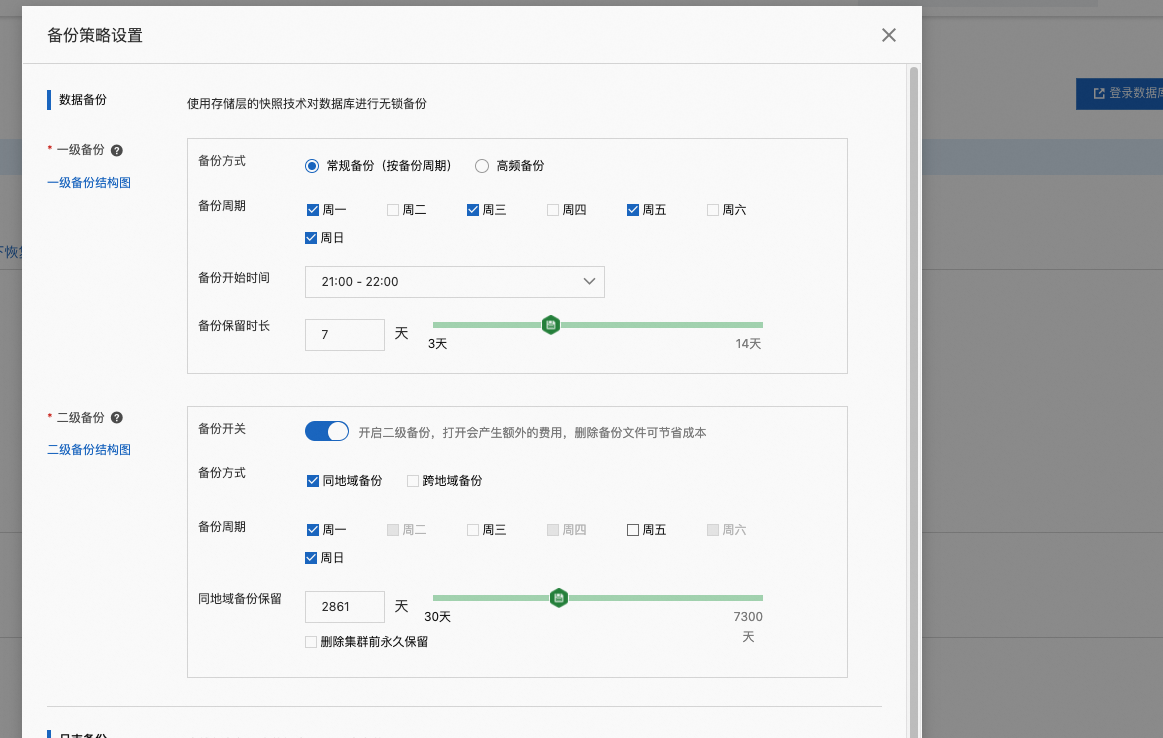 备份策略设置
登录数据库
数据备份
使用存储层的快照技术对数据库进行无锁备份
* 一级备份 ?
一级备份结构图
备份方式
常规备份（按备份周期） 高频备份
备份周期
周一 周二 周三 周四 周五 周六
周日
下恢复
备份开始时间
21:00 - 22:00
备份保留时长
7 天
3天 14天
* 二级备份 ?
二级备份结构图
备份开关
开启二级备份，打开会产生额外的费用，删除备份文件可节省成本
备份方式
同地域备份 跨地域备份
备份周期
周一 周二 周三 周四 周五 周六
周日
同地域备份保留
2861 天
30天 7300
天
删除集群前永久保留
日志备份